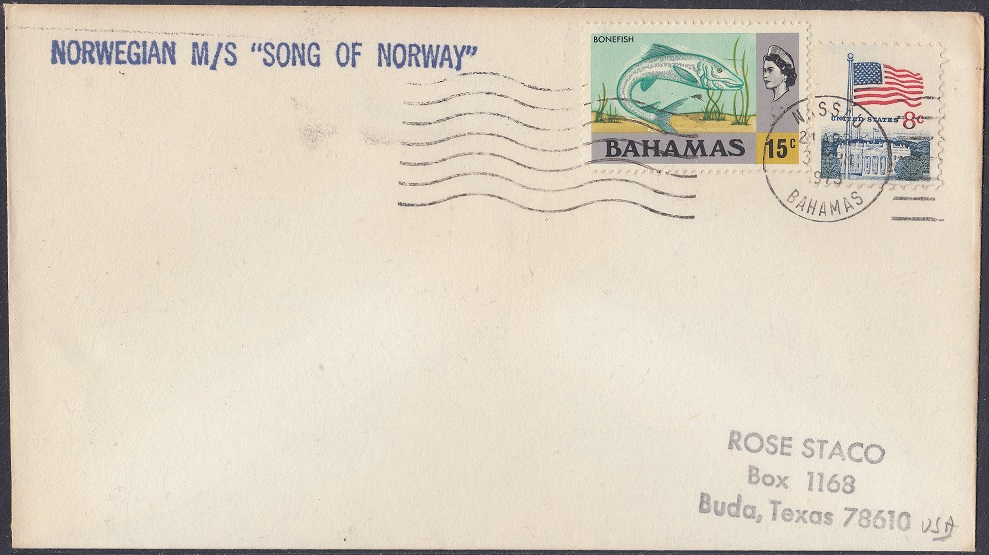 NORWEGIAN M/S "SONG OF NORWAY"
BONEFISH
BAHAMAS 15c
UNITED STATES 8c
BAHAMAS
ROSE STACO
Box 1168
Buda, Texas 78610 USA